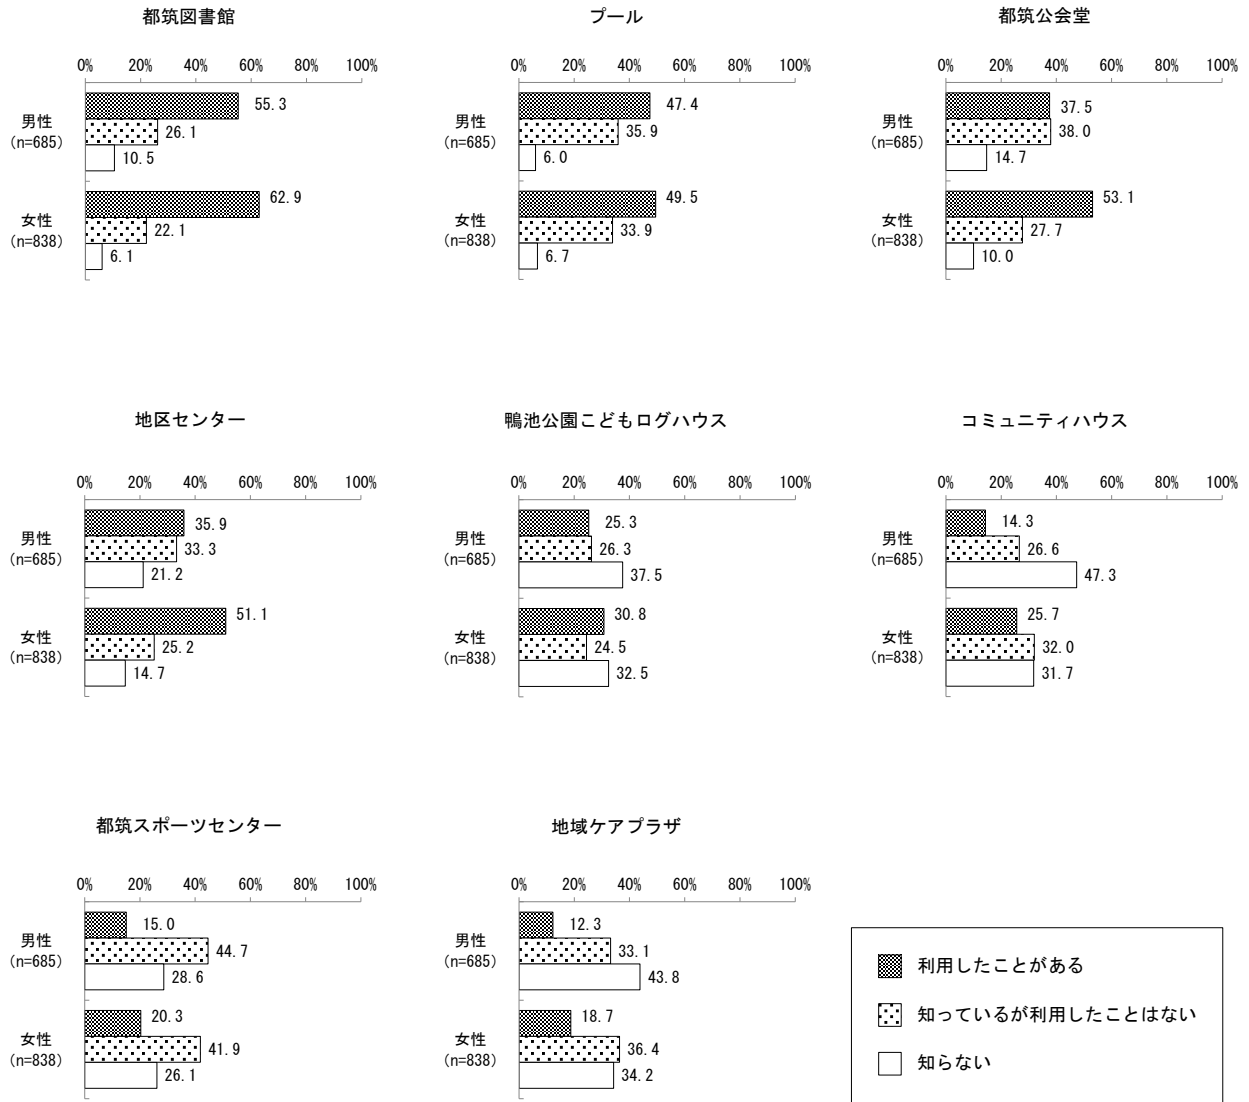 都筑図書館
0% 20% 40% 60% 80% 100%
男性
(n=685)
55.3
26.1
10.5
女性
(n=838)
62.9
22.1
6.1
プール
0% 20% 40% 60% 80% 100%
男性
(n=685)
47.4
35.9
6.0
女性
(n=838)
49.5
33.9
6.7
都筑公会堂
0% 20% 40% 60% 80% 100%
男性
(n=685)
37.5
38.0
14.7
女性
(n=838)
53.1
27.7
10.0
地区センター
0% 20% 40% 60% 80% 100%
男性
(n=685)
35.9
33.3
21.2
女性
(n=838)
51.1
25.2
14.7
鴨池公園こどもログハウス
0% 20% 40% 60% 80% 100%
男性
(n=685)
25.3
26.3
37.5
女性
(n=838)
30.8
24.5
32.5
コミュニティハウス
0% 20% 40% 60% 80% 100%
男性
(n=685)
14.3
26.6
47.3
女性
(n=838)
25.7
32.0
31.7
都筑スポーツセンター
0% 20% 40% 60% 80% 100%
男性
(n=685)
15.0
44.7
28.6
女性
(n=838)
20.3
41.9
26.1
地域ケアプラザ
0% 20% 40% 60% 80% 100%
男性
(n=685)
12.3
33.1
43.8
女性
(n=838)
18.7
36.4
34.2
利用したことがある
知っているが利用したことはない
知らない